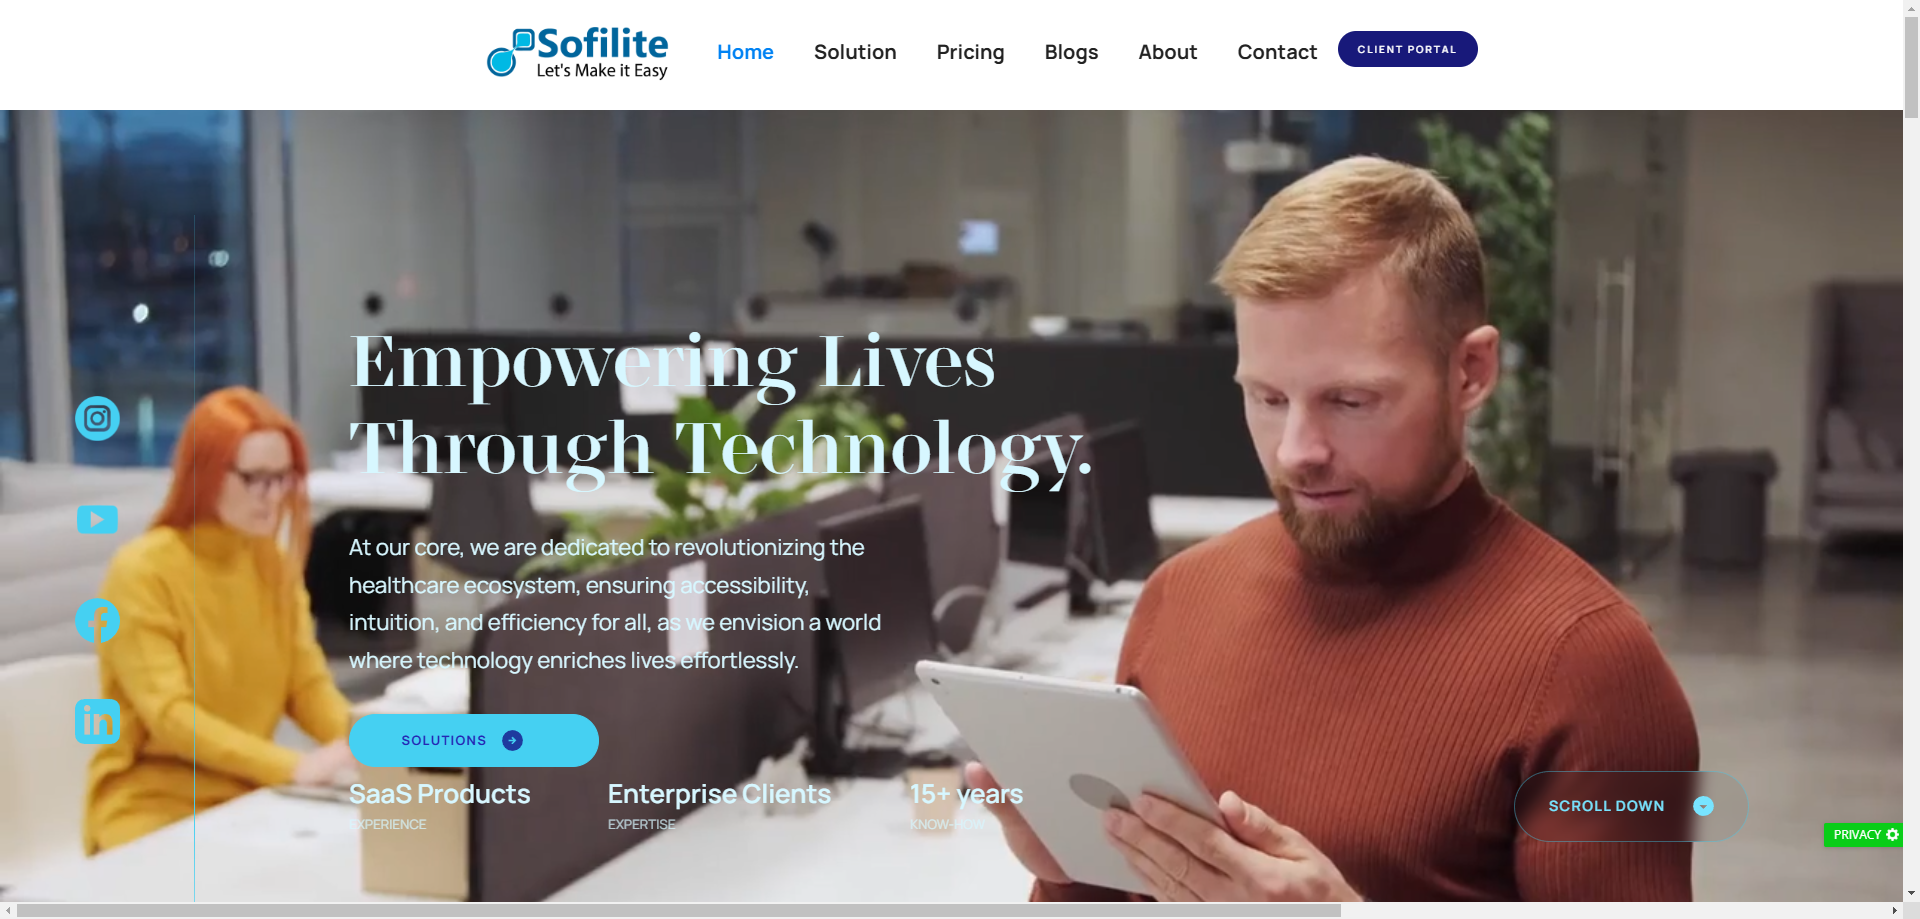 Sofilite
Let's Make it Easy
Home
Solution
Pricing
Blogs
About
Contact
CLIENT PORTAL
Empowering Lives
Through Technology.
At our core, we are dedicated to revolutionizing the
healthcare ecosystem, ensuring accessibility,
intuition, and efficiency for all, as we envision a world
where technology enriches lives effortlessly.
SOLUTIONS
SaaS Products
EXPERIENCE
Enterprise Clients
EXPERTISE
15+ years
KNOW-HOW
SCROLL DOWN
PRIVACY